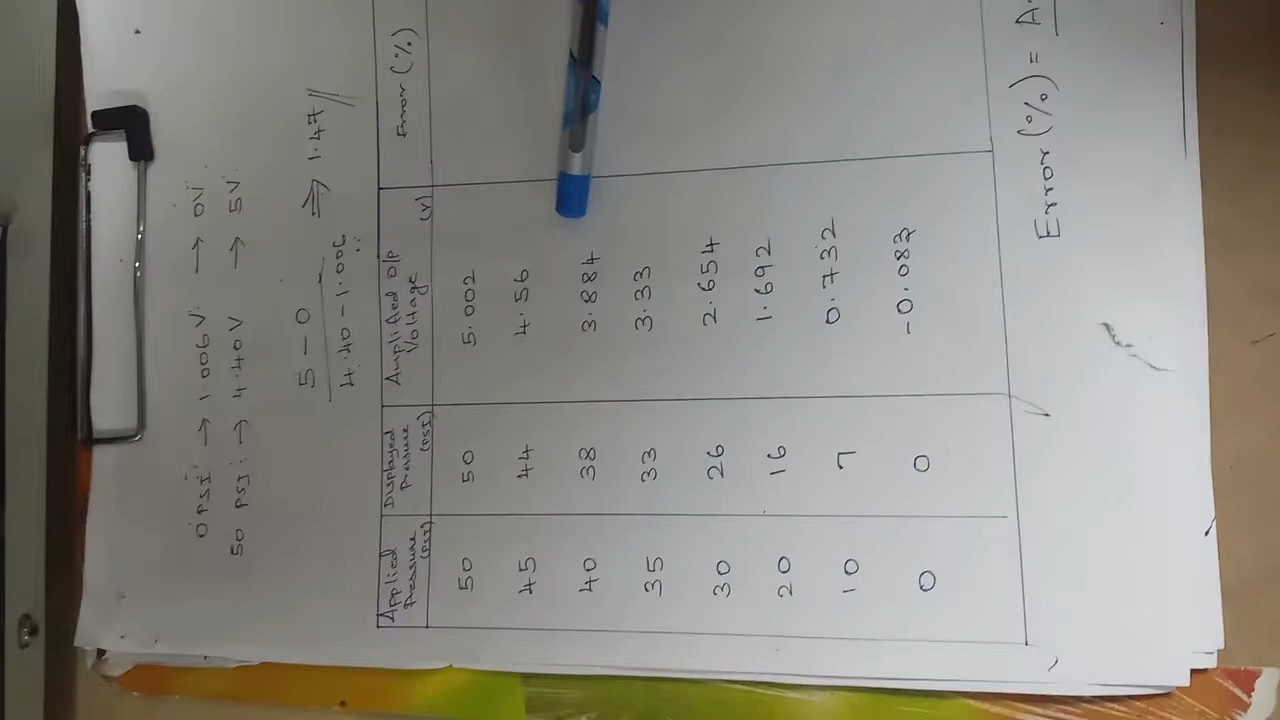 0 PSI → 1.006V → 0V
50 PSI → 4.40V → 5V
5 - 0
4.40 - 1.006
⇒ 1.47 //
Applied Pressure (PSI) Displayed Pressure (PSI) Amplified O/P Voltage (V) Error (%)
50 50 5.002
45 44 4.56
40 38 3.884
35 33 3.33
30 26 2.654
20 16 1.692
10 7 0.732
0 0 -0.083
Error (%) =